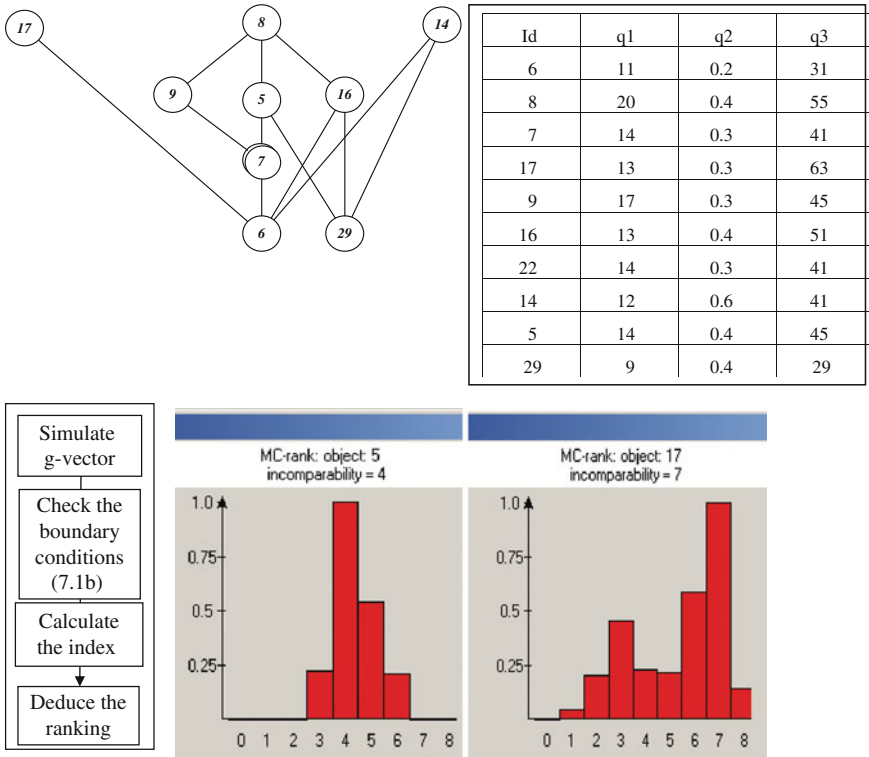 17
8
14
9
5
16
7
6
29
Id q1 q2 q3
6 11 0.2 31
8 20 0.4 55
7 14 0.3 41
17 13 0.3 63
9 17 0.3 45
16 13 0.4 51
22 14 0.3 41
14 12 0.6 41
5 14 0.4 45
29 9 0.4 29
Simulate
g-vector
Check the
boundary
conditions
(7.1b)
Calculate
the index
Deduce the
ranking
MC-rank: object: 5
incomparability = 4
1.0
0.75
0.5
0.25
0 1 2 3 4 5 6 7 8
MC-rank: object: 17
incomparability = 7
1.0
0.75
0.5
0.25
0 1 2 3 4 5 6 7 8